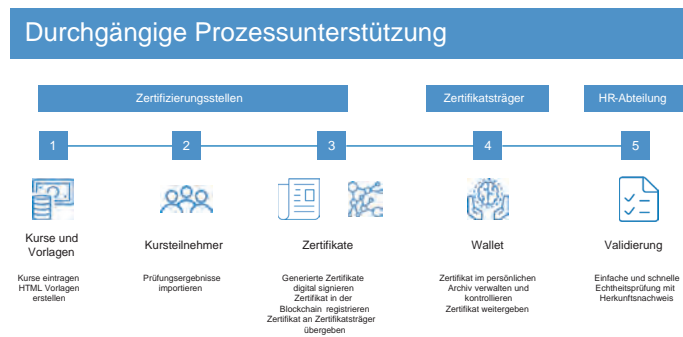 Durchgängige Prozessunterstützung
Zertifizierungsstellen
Zertifikatsträger
HR-Abteilung
1
2
3
4
5
Kurse und
Vorlagen
Kursteilnehmer
Zertifikate
Wallet
Validierung
Kurse eintragen
HTML Vorlagen
erstellen
Prüfungsergebnisse
importieren
Generierte Zertifikate
digital signieren
Zertifikat in der
Blockchain registrieren
Zertifikat an Zertifikatsträger
übergeben
Zertifikat im persönlichen
Archiv verwalten und
kontrollieren
Zertifikat weitergeben
Einfache und schnelle
Echtheitsprüfung mit
Herkunftsnachweis